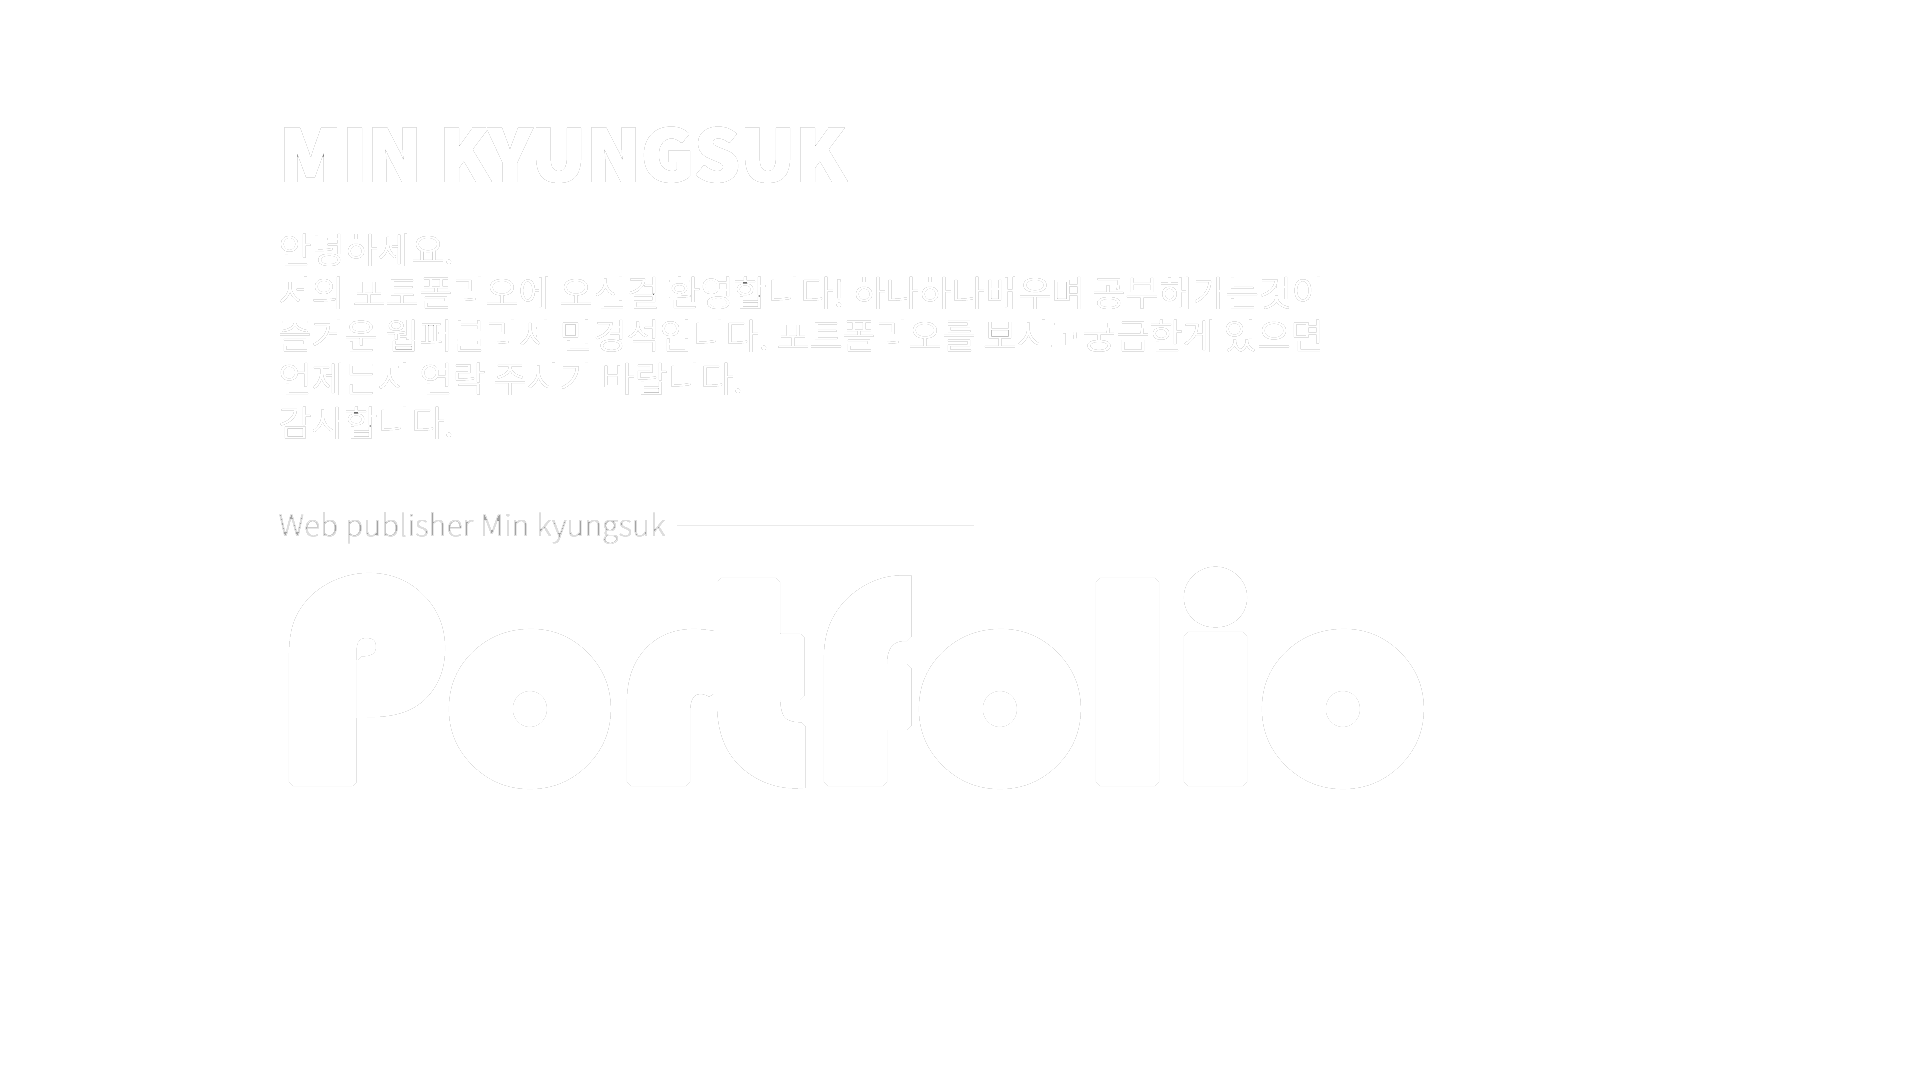 MIN KYUNGSUK
안녕하세요.
저의 포트폴리오에 오신걸 환영합니다! 하나하나배우며 공부해가는것이
즐거운 웹퍼블리셔 민경석입니다. 포트폴리오를 보시고 궁금한게 있으면
언제든지 연락 주시기 바랍니다.
감사합니다.
Web publisher Min kyungsuk
Portfolio